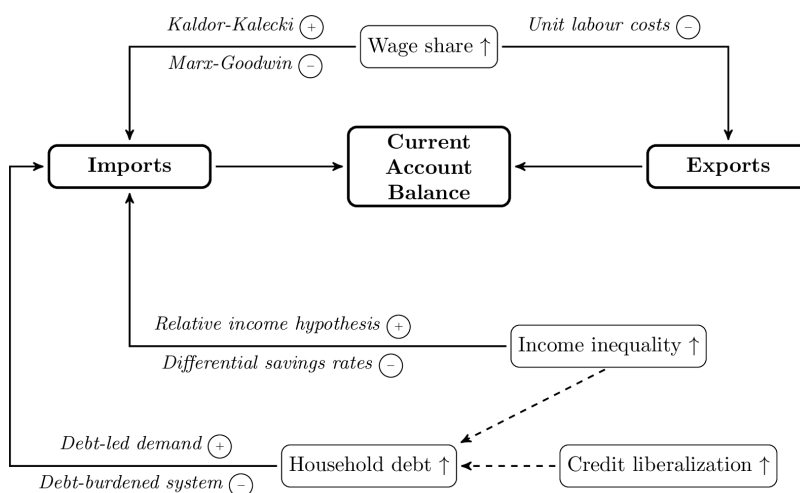 Kaldor-Kalecki +
Wage share ↑
Unit labour costs −
Marx-Goodwin −
Imports
Current
Account
Balance
Exports
Relative income hypothesis +
Income inequality ↑
Differential savings rates −
Debt-led demand +
Household debt ↑
Credit liberalization ↑
Debt-burdened system −